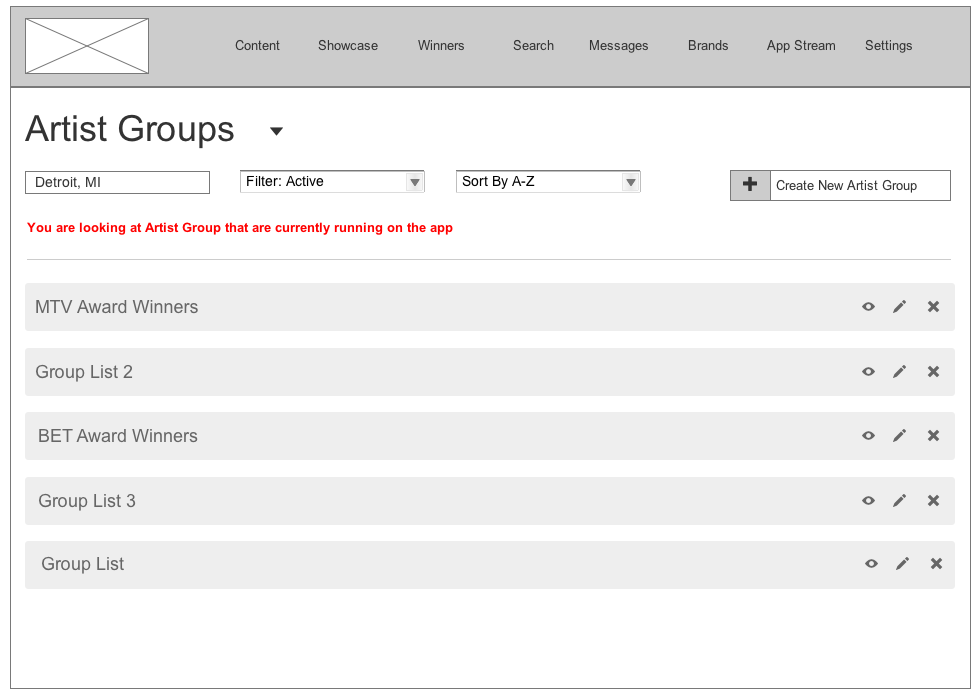 Content Showcase Winners Search Messages Brands App Stream Settings
Artist Groups
Detroit, MI Filter: Active Sort By A-Z Create New Artist Group
You are looking at Artist Group that are currently running on the app
MTV Award Winners
Group List 2
BET Award Winners
Group List 3
Group List